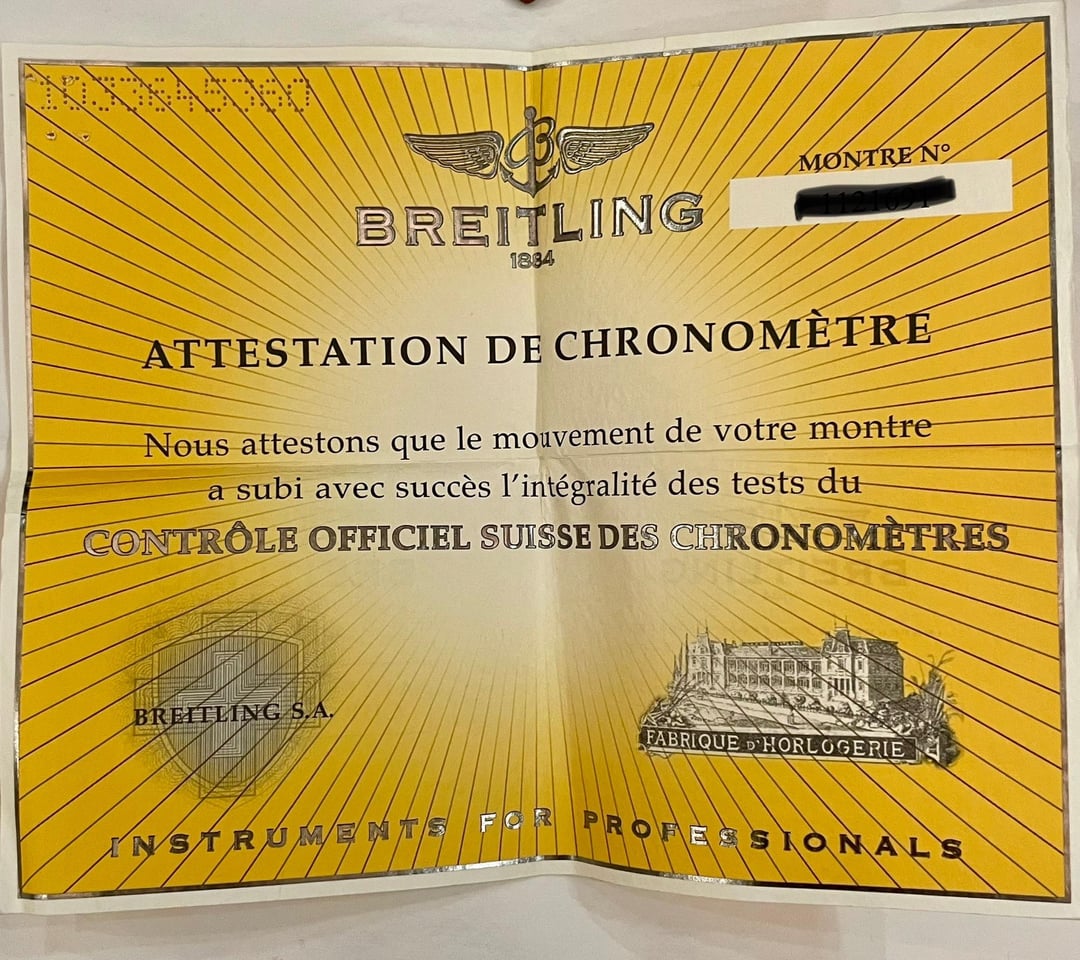 MONTRE N°
BREITLING
1884
ATTESTATION DE CHRONOMÈTRE
Nous attestons que le mouvement de votre montre
a subi avec succès l'intégralité des tests du
CONTRÔLE OFFICIEL SUISSE DES CHRONOMÈTRES
BREITLING S.A.
FABRIQUE D'HORLOGERIE
INSTRUMENTS FOR PROFESSIONALS